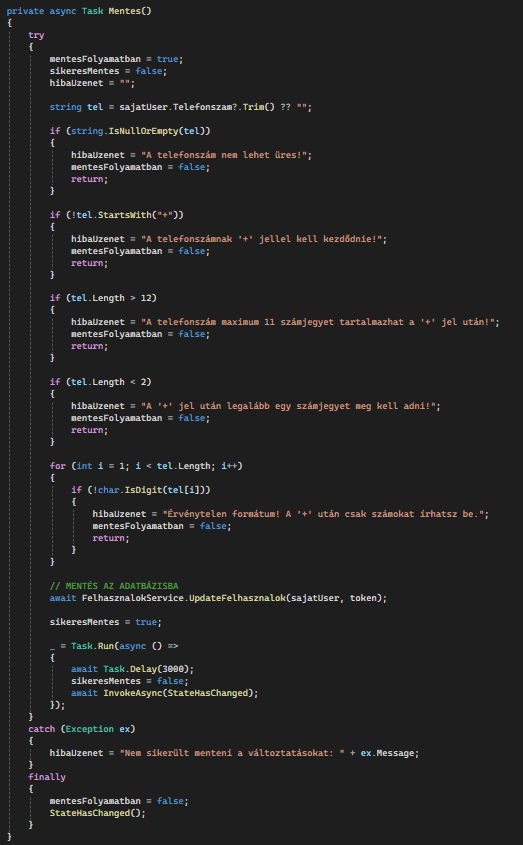 private async Task Mentes()
{
try
{
mentesFolyamatban = true;
sikeresMentes = false;
hibaUzenet = "";
string tel = sajatUser.Telefonszam?.Trim() ?? "";
if (string.IsNullOrEmpty(tel))
{
hibaUzenet = "A telefonszám nem lehet üres!";
mentesFolyamatban = false;
return;
}
if (!tel.StartsWith("+"))
{
hibaUzenet = "A telefonszámnak '+' jellel kell kezdődnie!";
mentesFolyamatban = false;
return;
}
if (tel.Length > 12)
{
hibaUzenet = "A telefonszám maximum 11 számjegyet tartalmazhat a '+' jel után!";
mentesFolyamatban = false;
return;
}
if (tel.Length < 2)
{
hibaUzenet = "A '+' jel után legalább egy számjegyet meg kell adni!";
mentesFolyamatban = false;
return;
}
for (int i = 1; i < tel.Length; i++)
{
if (!char.IsDigit(tel[i]))
{
hibaUzenet = "Érvénytelen formátum! A '+' után csak számokat írhatsz be.";
mentesFolyamatban = false;
return;
}
}
// MENTÉS AZ ADATBÁZISBA
await FelhasznalokService.UpdateFelhasznalok(sajatUser, token);
sikeresMentes = true;
_ = Task.Run(async () =>
{
await Task.Delay(3000);
sikeresMentes = false;
await InvokeAsync(StateHasChanged);
});
}
catch (Exception ex)
{
hibaUzenet = "Nem sikerült menteni a változtatásokat: " + ex.Message;
}
finally
{
mentesFolyamatban = false;
StateHasChanged();
}
}